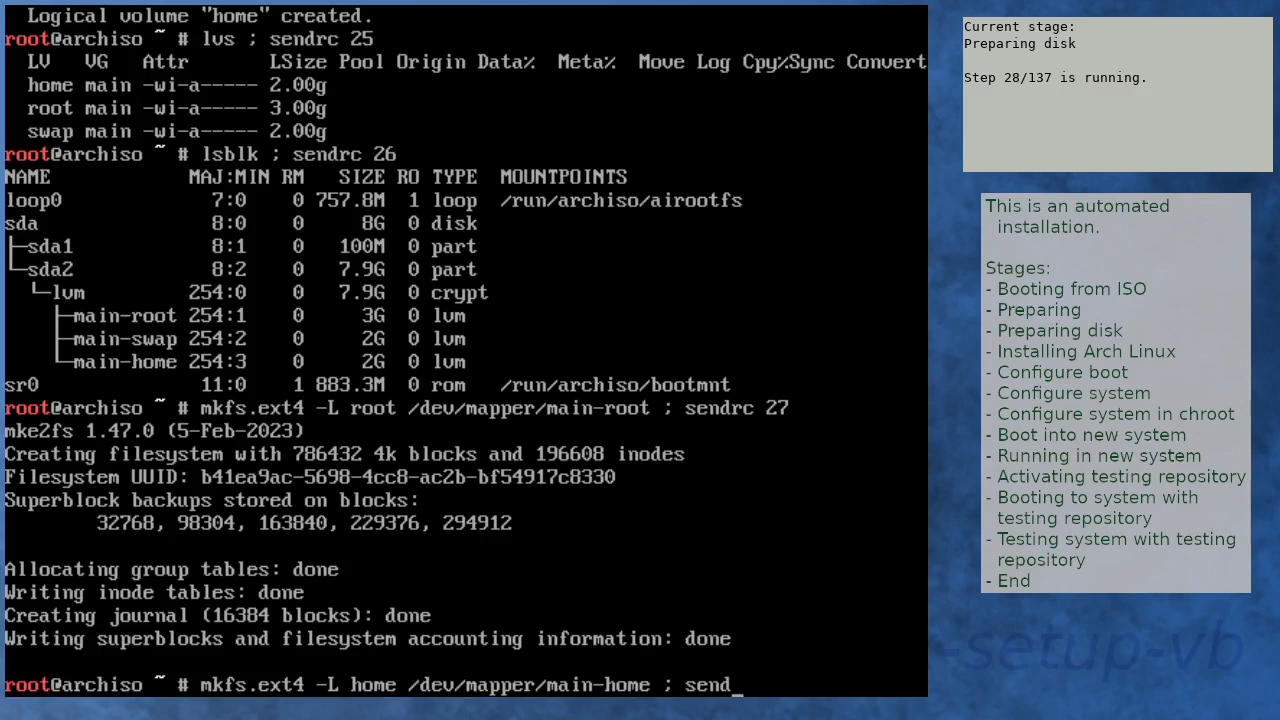 Logical volume "home" created.
root@archiso ~ # lvs ; sendrc 25
  LV   VG   Attr       LSize Pool Origin Data%  Meta%  Move Log Cpy%Sync Convert
  home main -wi-a----- 2.00g
  root main -wi-a----- 3.00g
  swap main -wi-a----- 2.00g
root@archiso ~ # lsblk ; sendrc 26
NAME            MAJ:MIN RM   SIZE RO TYPE  MOUNTPOINTS
loop0             7:0    0 757.8M  1 loop  /run/archiso/airootfs
sda               8:0    0     8G  0 disk
├─sda1            8:1    0   100M  0 part
└─sda2            8:2    0   7.9G  0 part
  └─lvm         254:0    0   7.9G  0 crypt
    ├─main-root 254:1    0     3G  0 lvm
    ├─main-swap 254:2    0     2G  0 lvm
    └─main-home 254:3    0     2G  0 lvm
sr0              11:0    1 883.3M  0 rom   /run/archiso/bootmnt
root@archiso ~ # mkfs.ext4 -L root /dev/mapper/main-root ; sendrc 27
mke2fs 1.47.0 (5-Feb-2023)
Creating filesystem with 786432 4k blocks and 196608 inodes
Filesystem UUID: b41ea9ac-5698-4cc8-ac2b-bf54917c8330
Superblock backups stored on blocks:
        32768, 98304, 163840, 229376, 294912

Allocating group tables: done
Writing inode tables: done
Creating journal (16384 blocks): done
Writing superblocks and filesystem accounting information: done

root@archiso ~ # mkfs.ext4 -L home /dev/mapper/main-home ; send_
Current stage:
Preparing disk

Step 28/137 is running.
This is an automated
installation.

Stages:
- Booting from ISO
- Preparing
- Preparing disk
- Installing Arch Linux
- Configure boot
- Configure system
- Configure system in chroot
- Boot into new system
- Running in new system
- Activating testing repository
- Booting to system with
testing repository
- Testing system with testing
repository
- End
-setup-vb